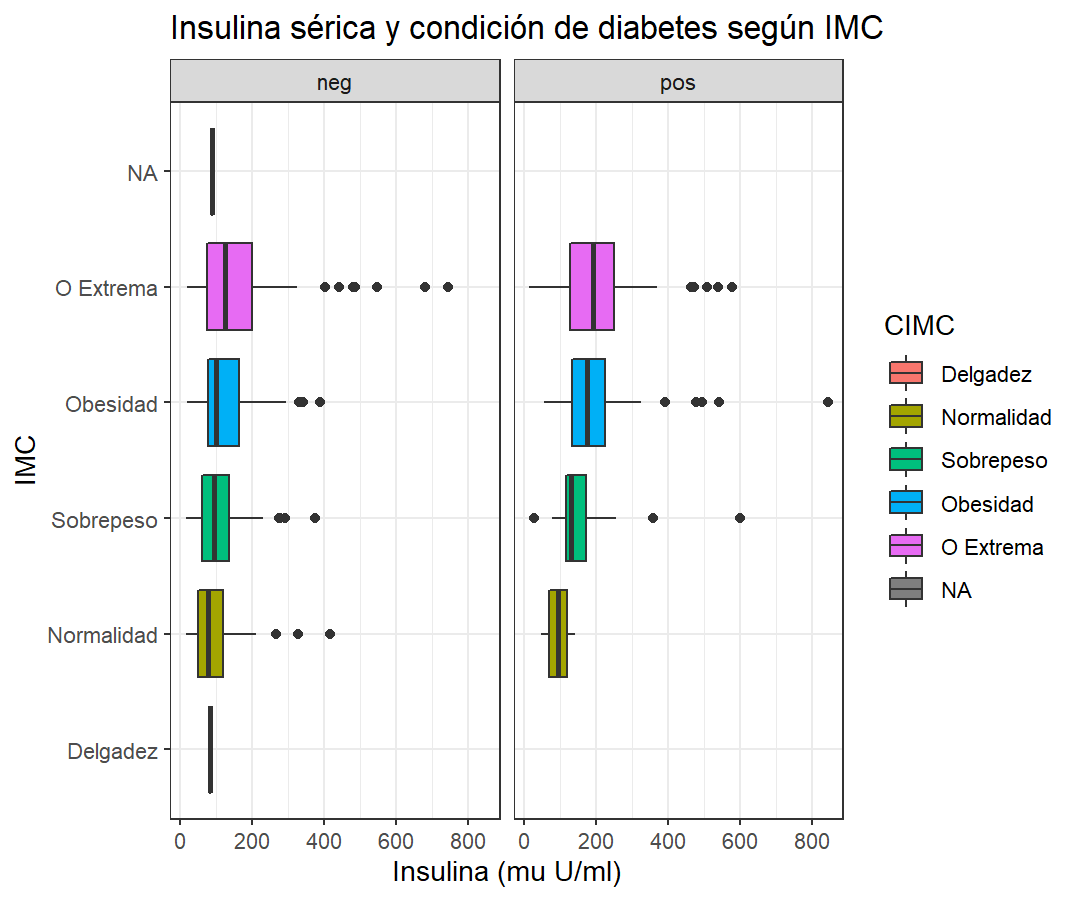 Insulina sérica y condición de diabetes según IMC
neg
pos
IMC
NA
O Extrema
Obesidad
Sobrepeso
Normalidad
Delgadez
0 200 400 600 800
0 200 400 600 800
Insulina (mu U/ml)
CIMC
Delgadez
Normalidad
Sobrepeso
Obesidad
O Extrema
NA